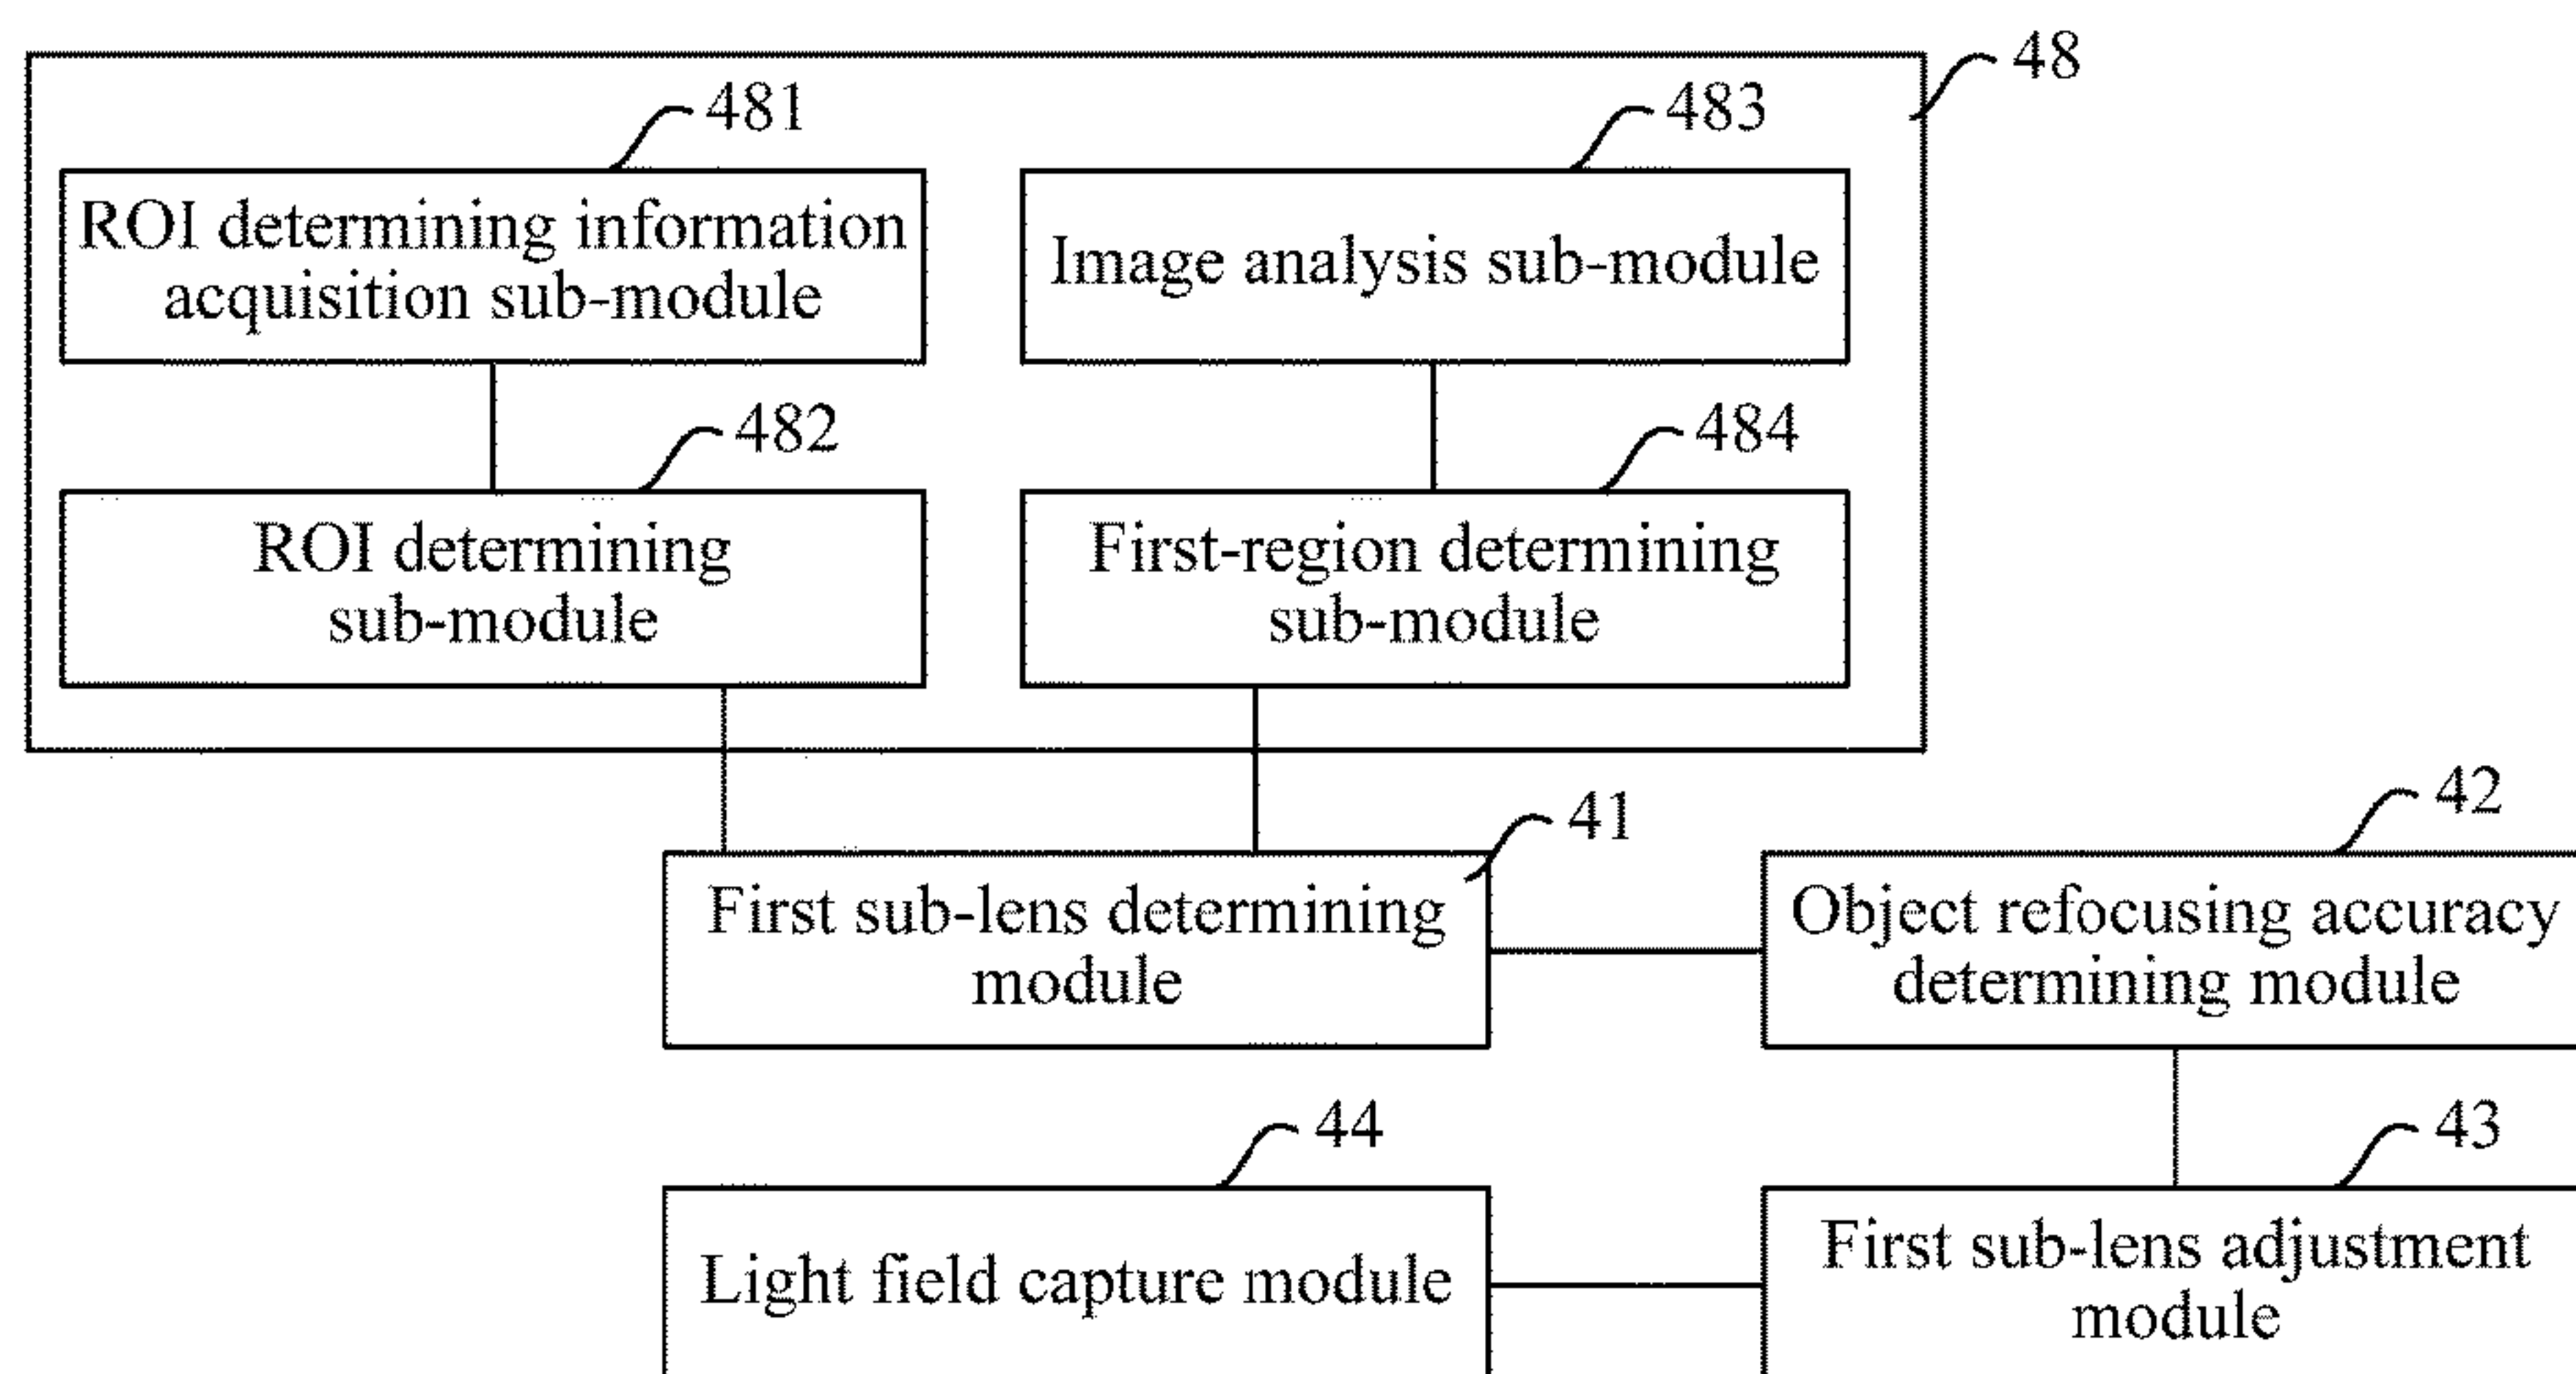 48
481
483
ROI determining information
acquisition sub-module
Image analysis sub-module
482
484
ROI determining
sub-module
First-region determining
sub-module
41
42
First sub-lens determining
module
Object refocusing accuracy
determining module
44
43
Light field capture module
First sub-lens adjustment
module